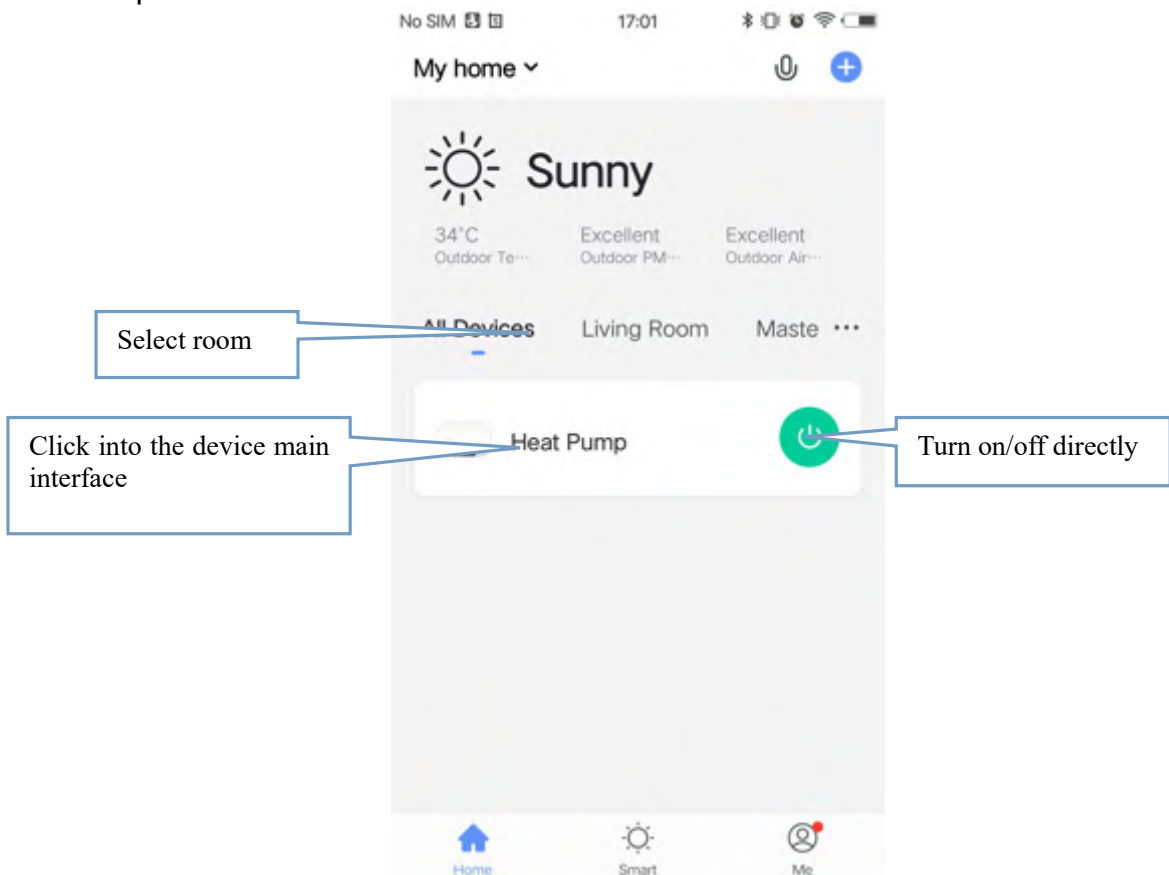 No SIM 17:01
My home
Sunny
34°C Excellent Excellent
Outdoor Te··· Outdoor PM··· Outdoor Air···
Select room
All Devices Living Room Maste ···
Click into the device main
interface
Heat Pump
Turn on/off directly
Home Smart Me